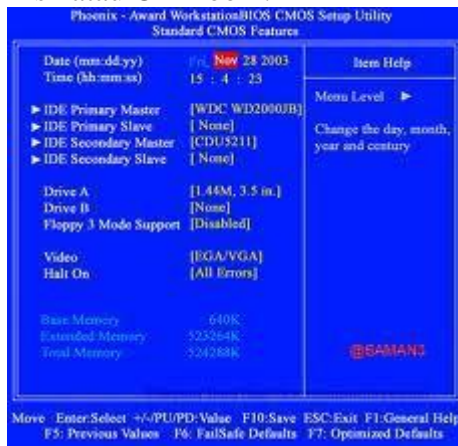 Phoenix - Award WorkstationBIOS CMOS Setup Utility
Standard CMOS Features
Date (mm:dd:yy) Fri, Nov 28 2003
Time (hh:mm:ss) 15 : 4 : 23
▶ IDE Primary Master [WDC WD2000JB]
▶ IDE Primary Slave [ None]
▶ IDE Secondary Master [CDU5211]
▶ IDE Secondary Slave [ None]
Drive A [1.44M, 3.5 in.]
Drive B [None]
Floppy 3 Mode Support [Disabled]
Video [EGA/VGA]
Halt On [All Errors]
Base Memory 640K
Extended Memory 523264K
Total Memory 524288K
Item Help
Menu Level ▶
Change the day, month,
year and century
@SAMAN3
Move Enter:Select +/-/PU/PD:Value F10:Save ESC:Exit F1:General Help
F5: Previous Values F6: FailSafe Defaults F7: Optimized Defaults